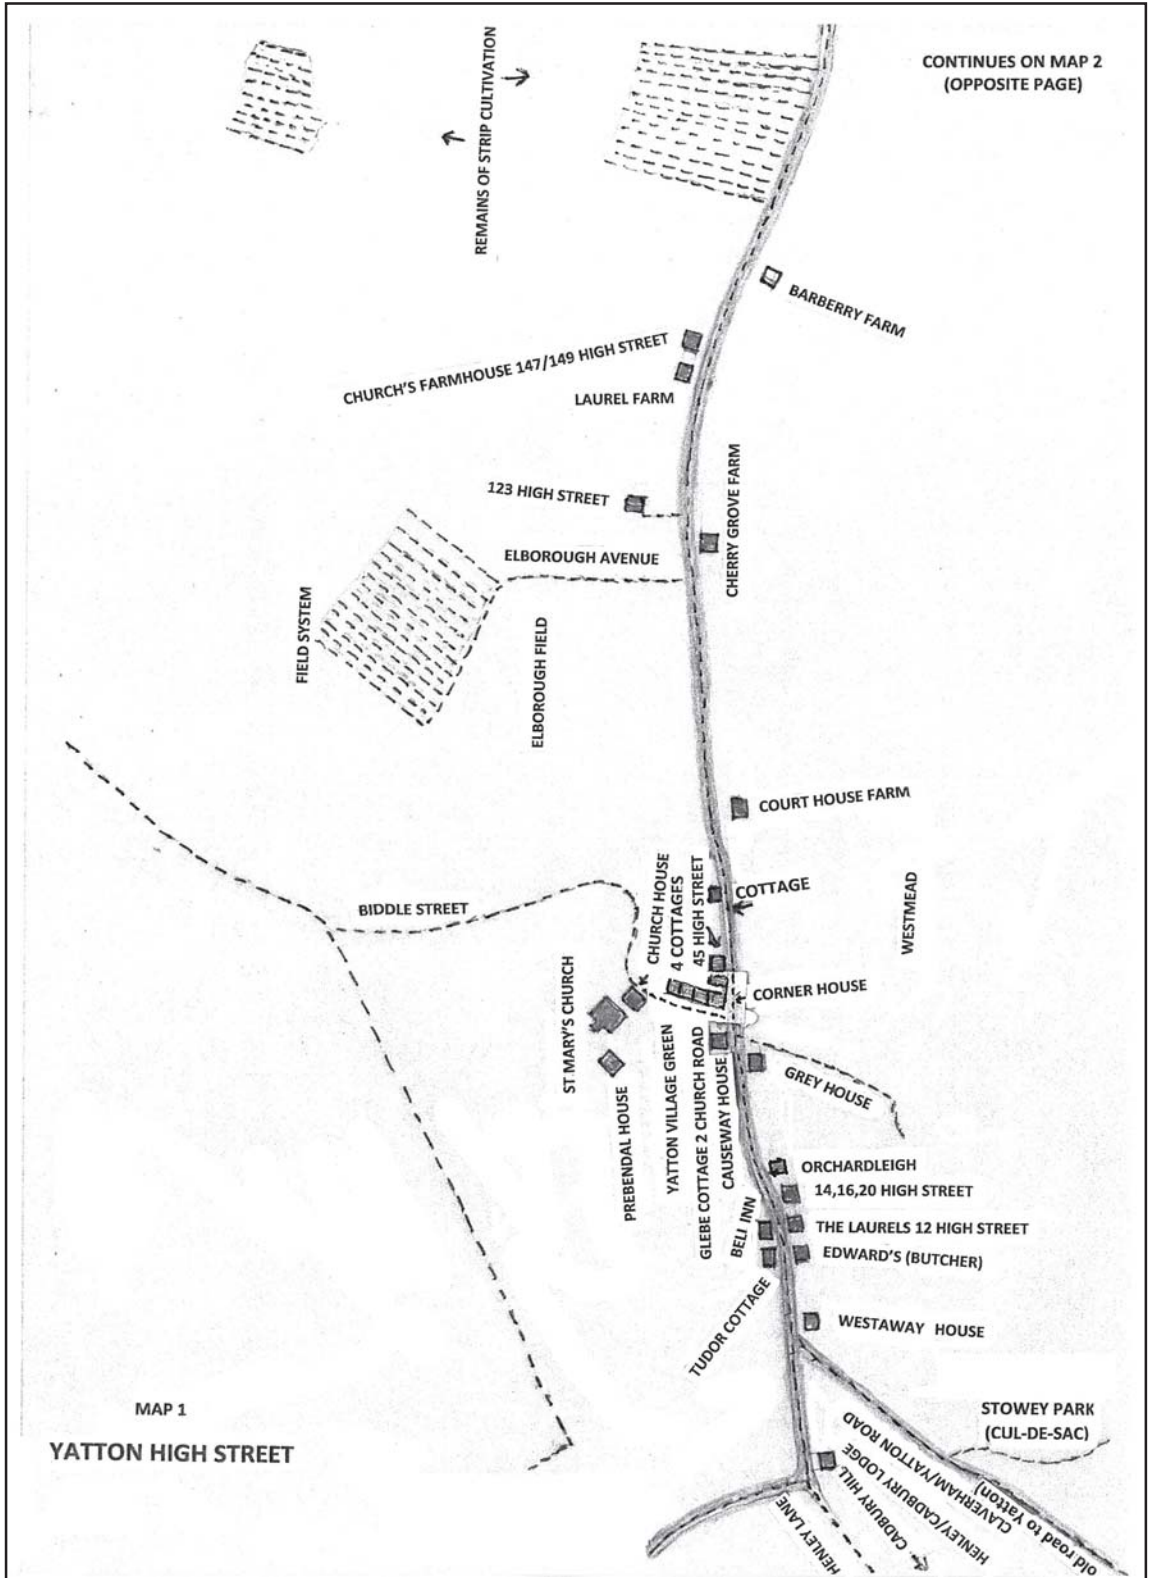 CONTINUES ON MAP 2
(OPPOSITE PAGE)
REMAINS OF STRIP CULTIVATION
BARBERRY FARM
CHURCH'S FARMHOUSE 147/149 HIGH STREET
LAUREL FARM
123 HIGH STREET
CHERRY GROVE FARM
ELBOROUGH AVENUE
FIELD SYSTEM
ELBOROUGH FIELD
COURT HOUSE FARM
COTTAGE
WESTMEAD
BIDDLE STREET
CHURCH HOUSE
4 COTTAGES
45 HIGH STREET
CORNER HOUSE
ST MARY'S CHURCH
PREBENDAL HOUSE
YATTON VILLAGE GREEN
GLEBE COTTAGE 2 CHURCH ROAD
CAUSEWAY HOUSE
GREY HOUSE
ORCHARDLEIGH
14,16,20 HIGH STREET
BELL INN
THE LAURELS 12 HIGH STREET
EDWARD'S (BUTCHER)
TUDOR COTTAGE
WESTAWAY HOUSE
STOWEY PARK
(CUL-DE-SAC)
CLAVERHAM/YATTON ROAD
old road to Yatton)
HENLEY/CADBURY LODGE
CADBURY HILL
HENLEY LANE
MAP 1
YATTON HIGH STREET